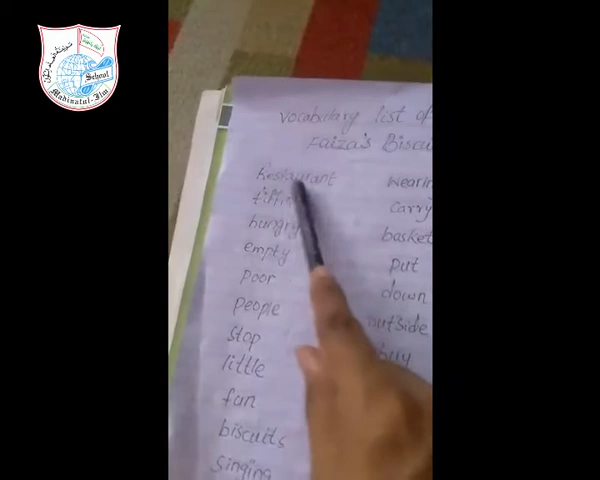 School
Madinatul-Ilm
Vocabulary list of
Faiza's Biscu
Restaurant
tiffin
hungry
empty
Poor
People
Stop
little
fun
biscuits
Singing
wearin
carry
basket
put
down
outside
buy